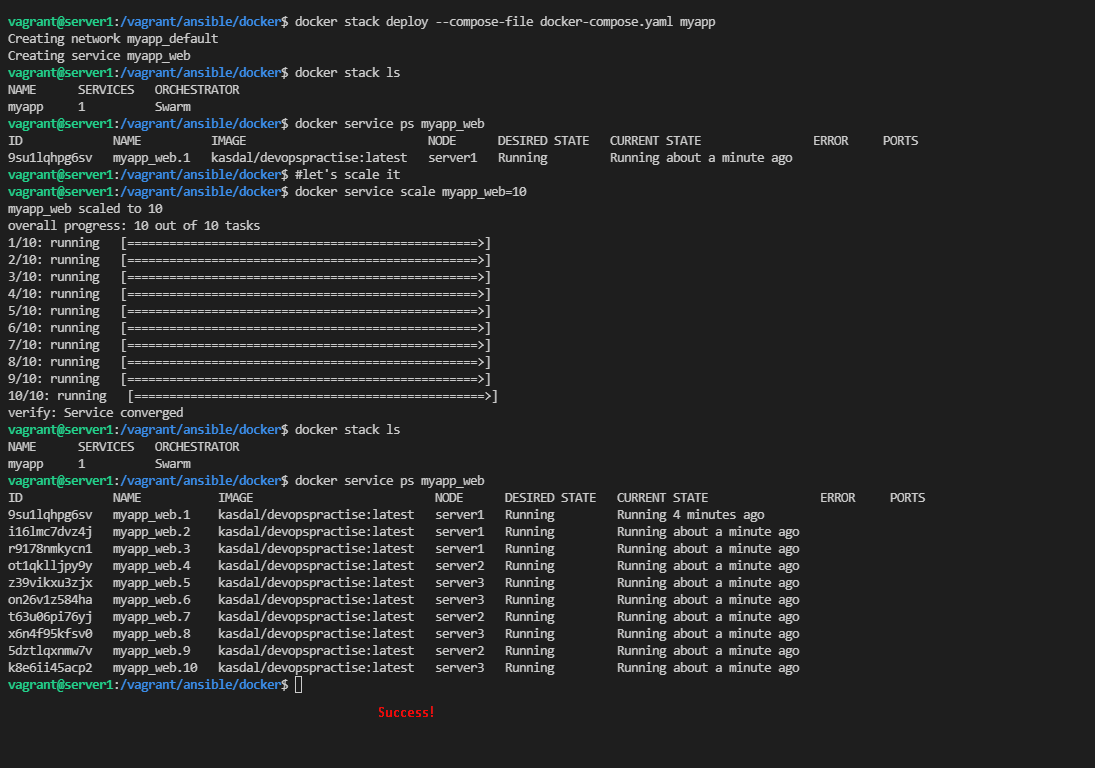 vagrant@server1:/vagrant/ansible/docker$ docker stack deploy --compose-file docker-compose.yaml myapp
Creating network myapp_default
Creating service myapp_web
vagrant@server1:/vagrant/ansible/docker$ docker stack ls
NAME      SERVICES   ORCHESTRATOR
myapp     1          Swarm
vagrant@server1:/vagrant/ansible/docker$ docker service ps myapp_web
ID             NAME          IMAGE                          NODE      DESIRED STATE   CURRENT STATE                ERROR     PORTS
9su1lqhpg6sv   myapp_web.1   kasdal/devopspractise:latest   server1   Running         Running about a minute ago
vagrant@server1:/vagrant/ansible/docker$ #let's scale it
vagrant@server1:/vagrant/ansible/docker$ docker service scale myapp_web=10
myapp_web scaled to 10
overall progress: 10 out of 10 tasks
1/10: running   [==================================================>]
2/10: running   [==================================================>]
3/10: running   [==================================================>]
4/10: running   [==================================================>]
5/10: running   [==================================================>]
6/10: running   [==================================================>]
7/10: running   [==================================================>]
8/10: running   [==================================================>]
9/10: running   [==================================================>]
10/10: running   [==================================================>]
verify: Service converged
vagrant@server1:/vagrant/ansible/docker$ docker stack ls
NAME      SERVICES   ORCHESTRATOR
myapp     1          Swarm
vagrant@server1:/vagrant/ansible/docker$ docker service ps myapp_web
ID             NAME           IMAGE                          NODE      DESIRED STATE   CURRENT STATE                ERROR     PORTS
9su1lqhpg6sv   myapp_web.1    kasdal/devopspractise:latest   server1   Running         Running 4 minutes ago
i16lmc7dvz4j   myapp_web.2    kasdal/devopspractise:latest   server1   Running         Running about a minute ago
r9178nmkycn1   myapp_web.3    kasdal/devopspractise:latest   server1   Running         Running about a minute ago
ot1qklljpy9y   myapp_web.4    kasdal/devopspractise:latest   server2   Running         Running about a minute ago
z39vikxu3zjx   myapp_web.5    kasdal/devopspractise:latest   server3   Running         Running about a minute ago
on26v1z584ha   myapp_web.6    kasdal/devopspractise:latest   server3   Running         Running about a minute ago
t63u06pi76yj   myapp_web.7    kasdal/devopspractise:latest   server2   Running         Running about a minute ago
x6n4f95kfsv0   myapp_web.8    kasdal/devopspractise:latest   server3   Running         Running about a minute ago
5dztlqxnmw7v   myapp_web.9    kasdal/devopspractise:latest   server2   Running         Running about a minute ago
k8e6ii45acp2   myapp_web.10   kasdal/devopspractise:latest   server3   Running         Running about a minute ago
vagrant@server1:/vagrant/ansible/docker$
Success!